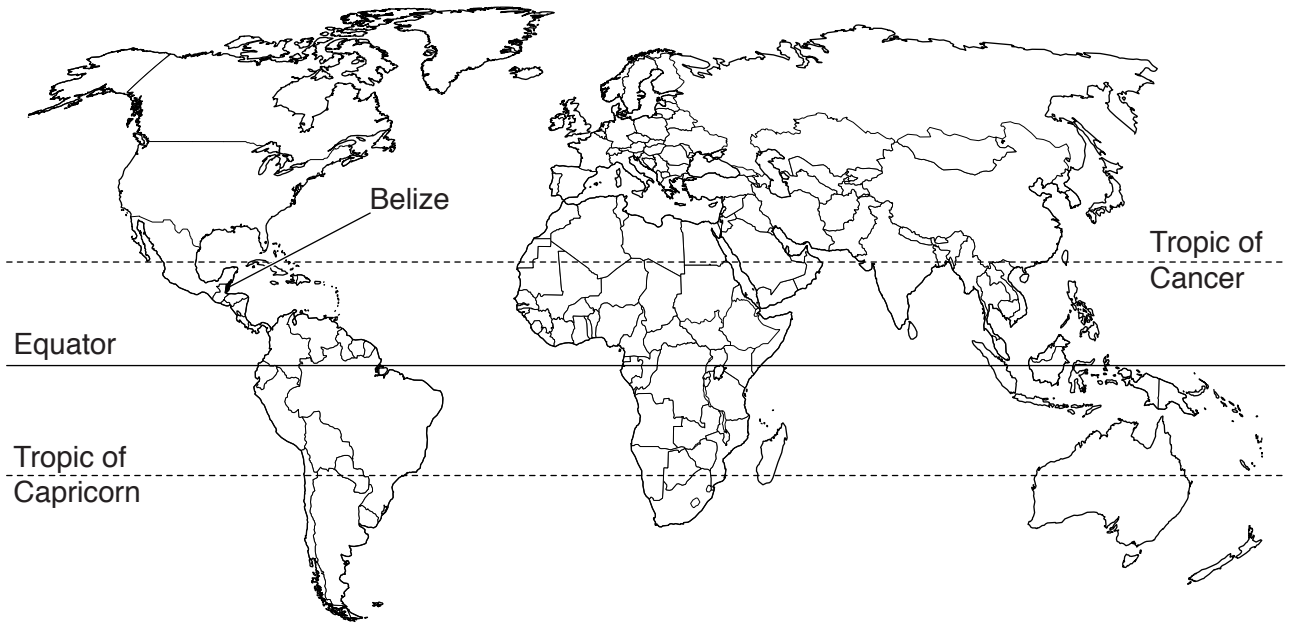 Belize
Tropic of
Cancer
Equator
Tropic of
Capricorn